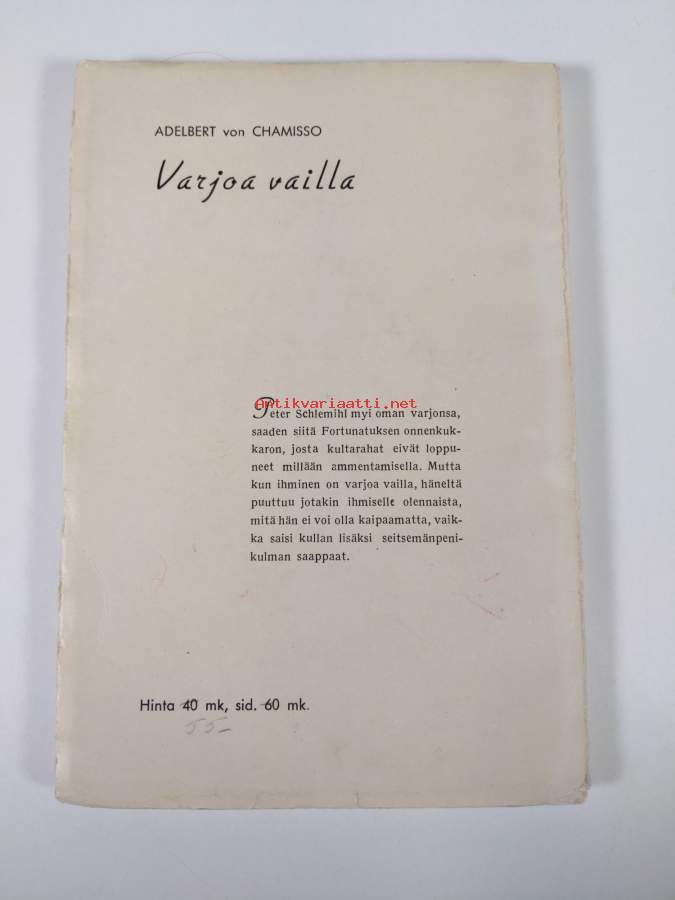 ADELBERT von CHAMISSO
Varjoa vailla
Antikvariaatti.net
Peter Schlemihl myi oman varjonsa,
saaden siitä Fortunatuksen onnenkuk-
karon, josta kultarahat eivät loppu-
neet millään ammentamisella. Mutta
kun ihminen on varjoa vailla, häneltä
puuttuu jotakin ihmiselle olennaista,
mitä hän ei voi olla kaipaamatta, vaik-
ka saisi kullan lisäksi seitsemänpeni-
kulman saappaat.
Hinta 40 mk, sid. 60 mk.
55-